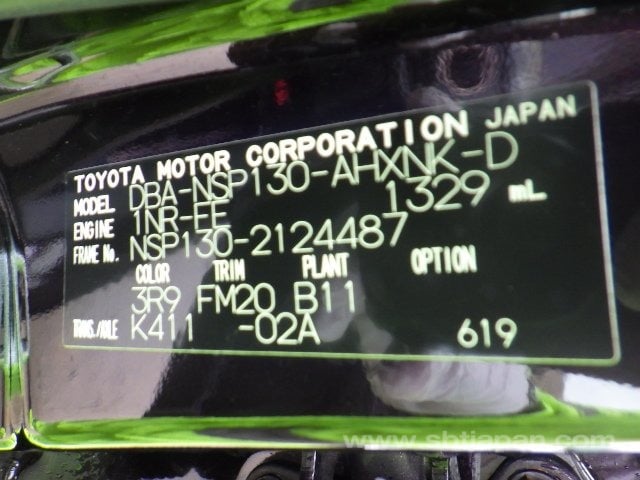 TOYOTA MOTOR CORPORATION JAPAN
MODEL DBA-NSP130-AHXNK-D
ENGINE 1NR-FE 1329 mL
FRAME No. NSP130-2124487
COLOR TRIM PLANT OPTION
3R9 FM20 B11
TRANS./AXLE K411 -02A 619
www.sbtjapan.com